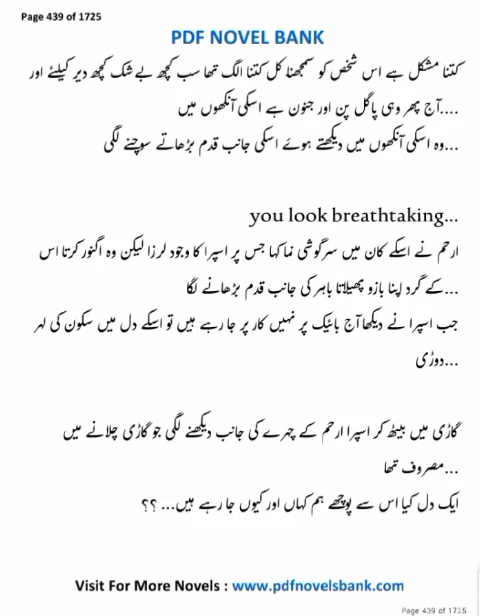 Page 439 of 1725
PDF NOVEL BANK
کتنا مشکل ہے اس شخص کو سمجھنا کل کتنا الگ تھا سب کچھ بے شک کچھ دیر کیلئے اور
....آج پھر وہی پاگل پن اور جنون ہے اسکی آنکھوں میں
...وہ اسکی آنکھوں میں دیکھتے ہوئے اسکی جانب قدم بڑھاتے سوچنے لگی
you look breathtaking...
ارحم نے اسکے کان میں سرگوشی نما کہا جس پر اسپرا کا وجود لرزا لیکن وہ اگنور کرتا اس
...کے گرد اپنا بازو پھیلاتا باہر کی جانب قدم بڑھانے لگا
جب اسپرا نے دیکھا آج بائیک پر نہیں کار پر جا رہے ہیں تو اسکے دل میں سکون کی لہر
...دوڑی
گاڑی میں بیٹھ کر اسپرا ارحم کے چہرے کی جانب دیکھنے لگی جو گاڑی چلانے میں
...مصروف تھا
ایک دل کیا اس سے پوچھے ہم کہاں اور کیوں جا رہے ہیں... ؟؟
Visit For More Novels : www.pdfnovelsbank.com
Page 439 of 1725